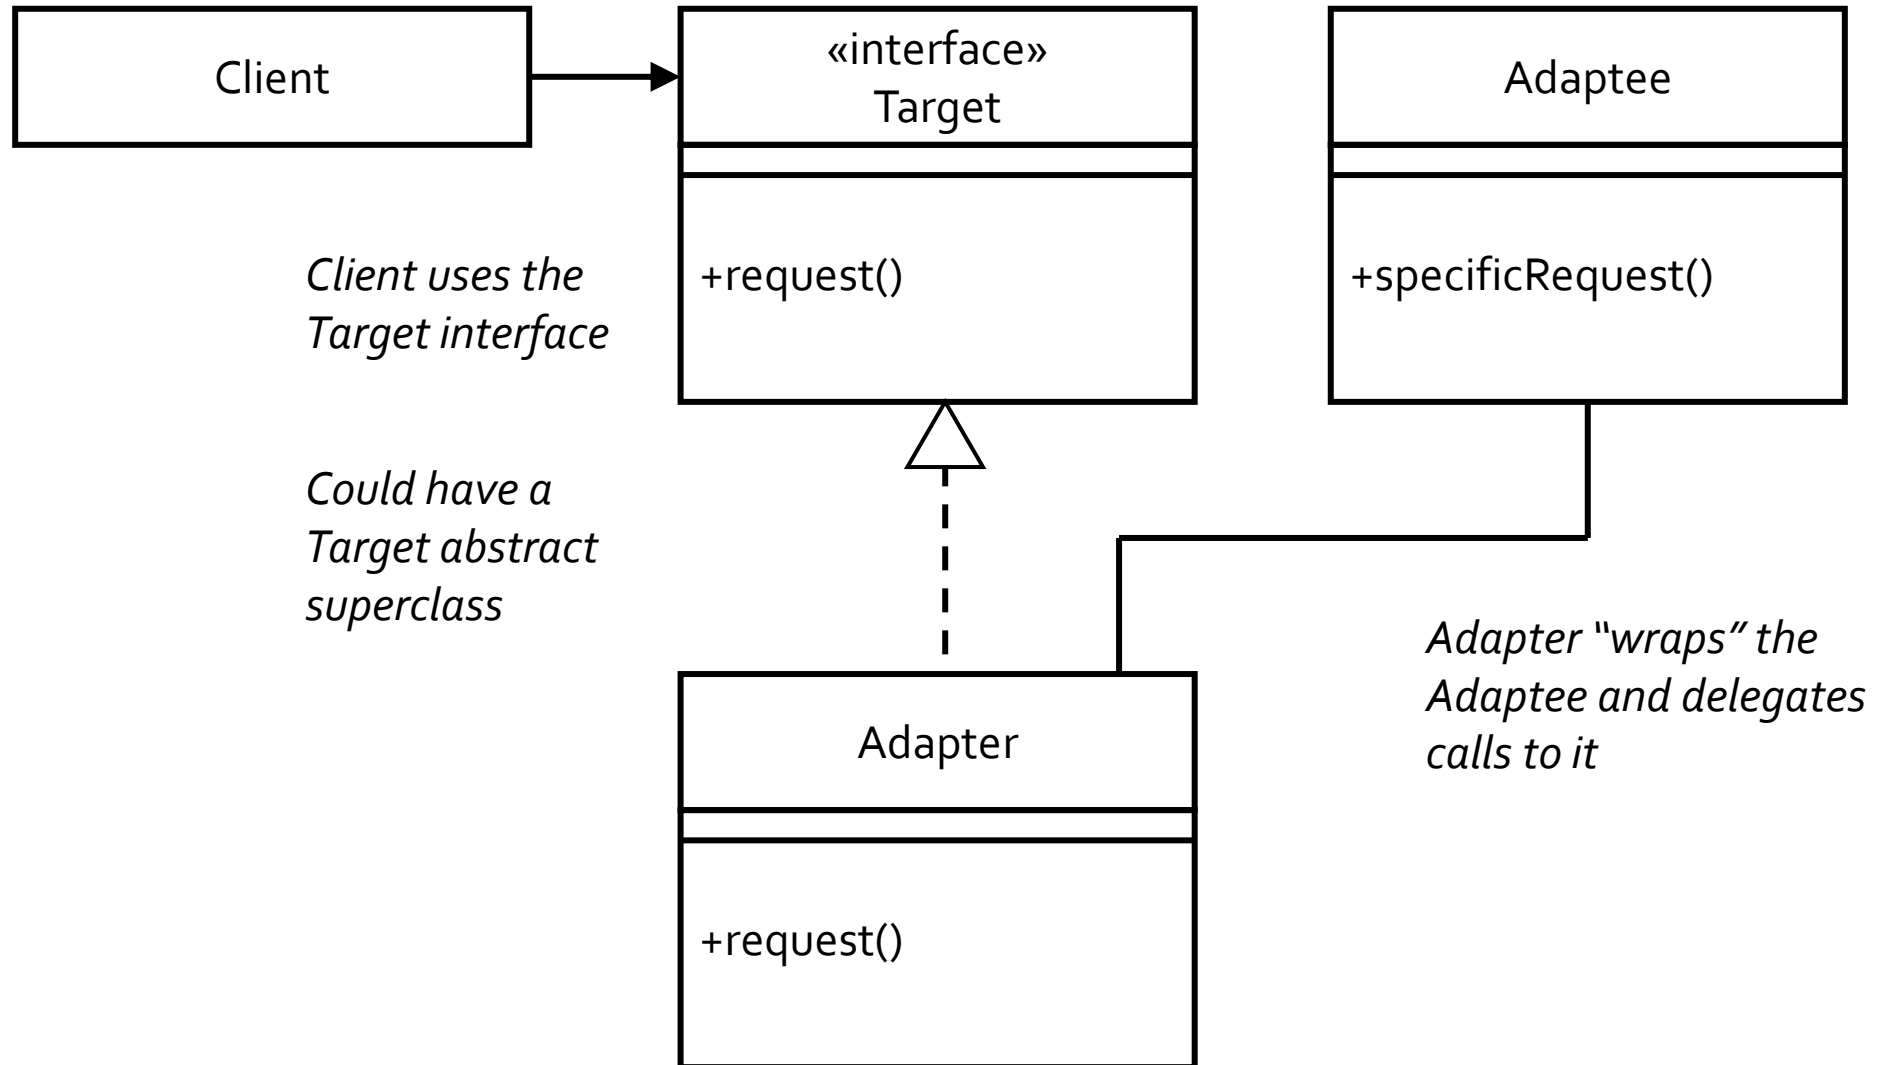 Client
«interface»
Target
Adaptee
+request()
+specificRequest()
Client uses the
Target interface
Could have a
Target abstract
superclass
Adapter “wraps” the
Adaptee and delegates
calls to it
Adapter
+request()